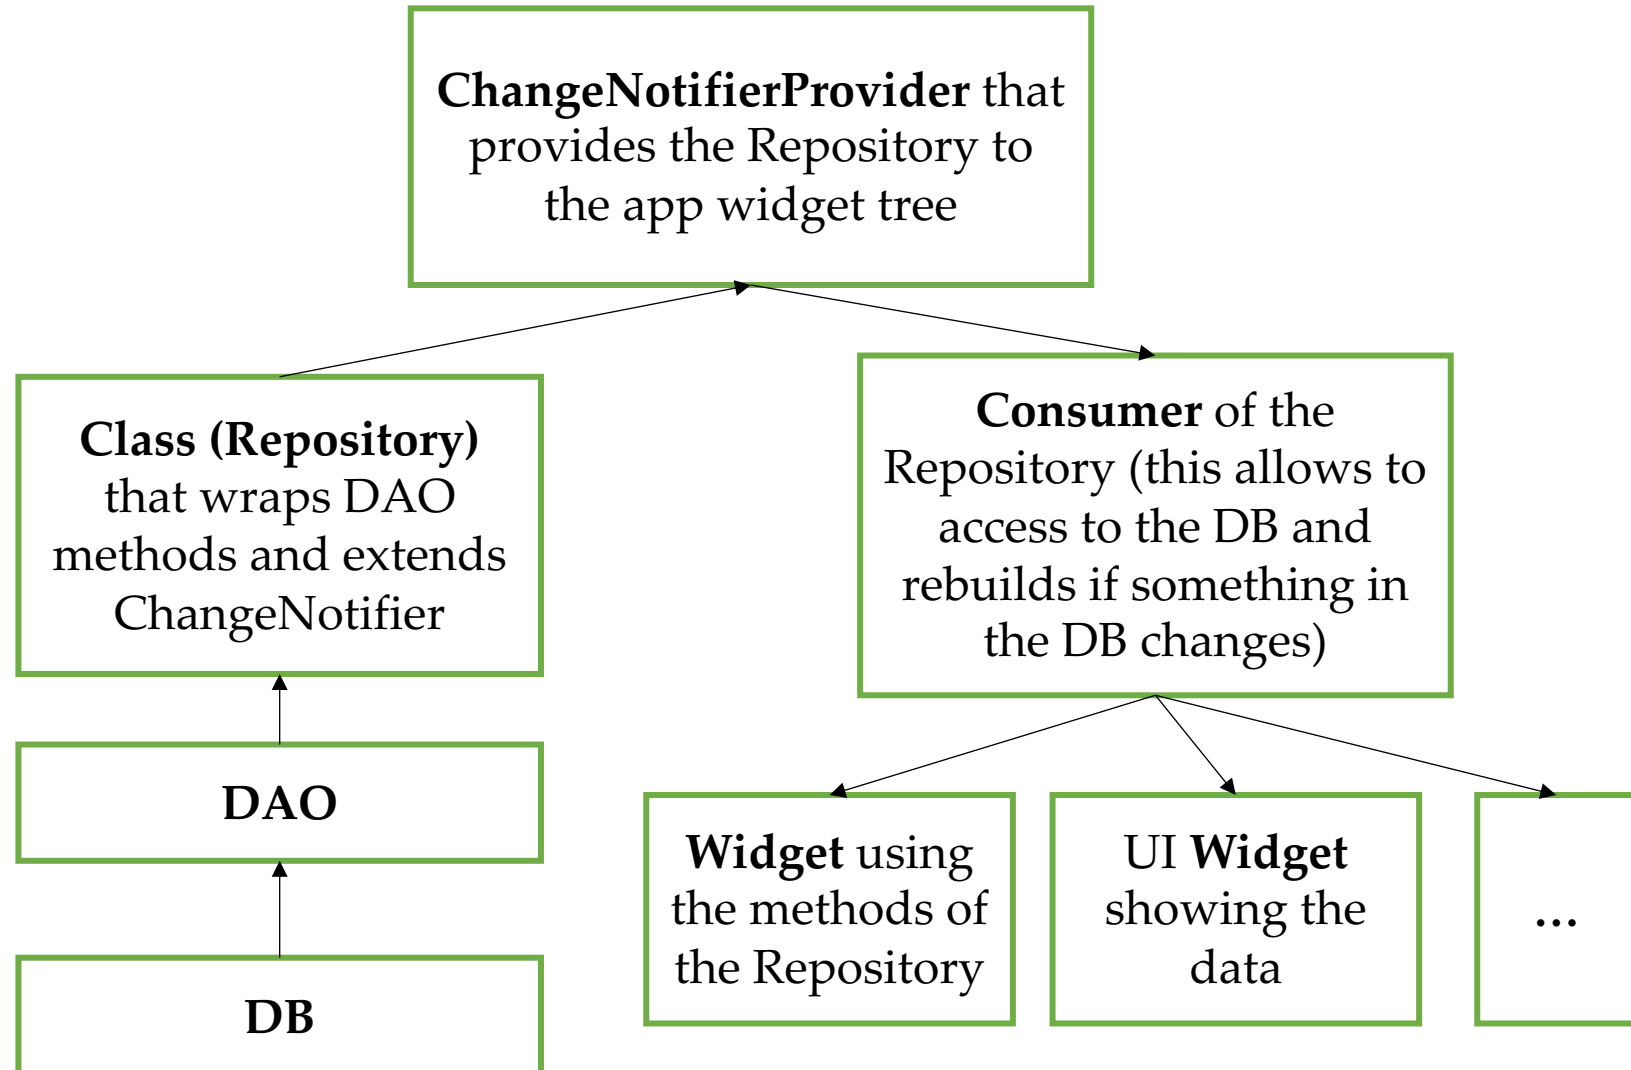 ChangeNotifierProvider that
provides the Repository to
the app widget tree
Class (Repository)
that wraps DAO
methods and extends
ChangeNotifier
Consumer of the
Repository (this allows to
access to the DB and
rebuilds if something in
the DB changes)
DAO
Widget using
the methods of
the Repository
UI Widget
showing the
data
...
DB